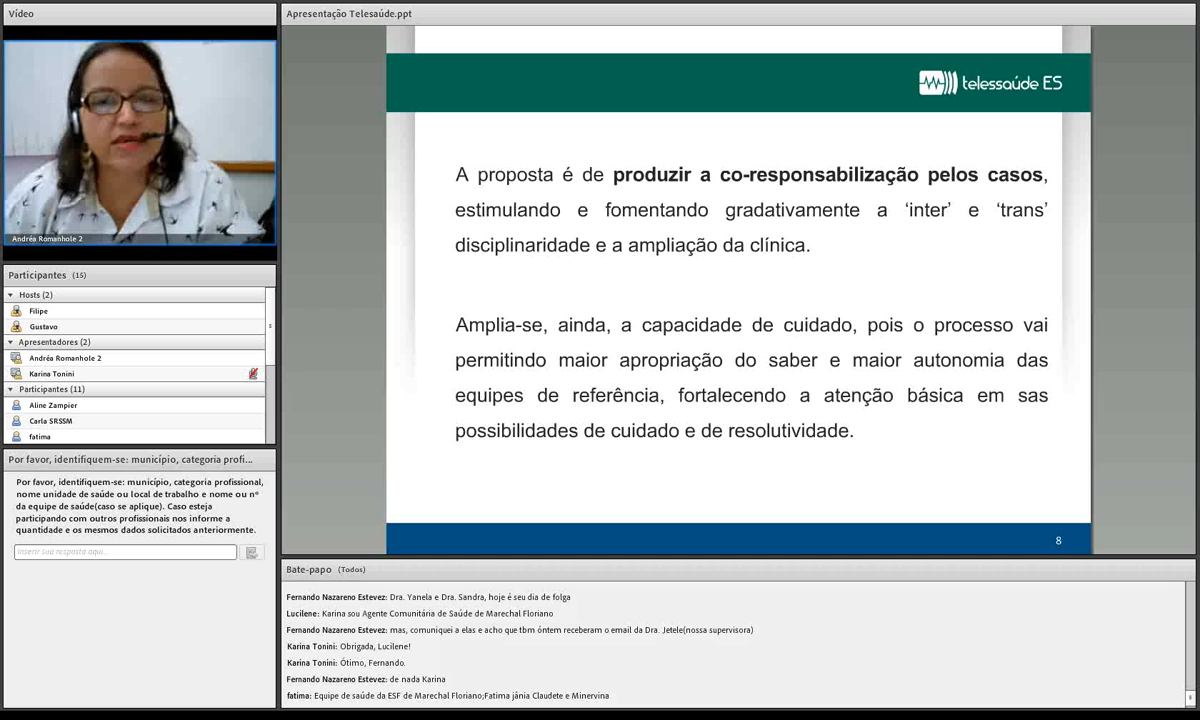 Vídeo
Andréa Romanhole 2
Participantes (15)
Hosts (2)
Filipe
Gustavo
Apresentadores (2)
Andréa Romanhole 2
Karina Tonini
Participantes (11)
Aline Zampier
Carla SRSSM
fatima
Por favor, identifiquem-se: município, categoria profi...
Por favor, identifiquem-se: município, categoria profissional,
nome unidade de saúde ou local de trabalho e nome ou nº
da equipe de saúde(caso se aplique). Caso esteja
participando com outros profissionais nos informe a
quantidade e os mesmos dados solicitados anteriormente.
Inserir sua resposta aqui...
Apresentação Telesaúde.ppt
telessaúde ES
A proposta é de produzir a co-responsabilização pelos casos,
estimulando e fomentando gradativamente a ‘inter’ e ‘trans’
disciplinaridade e a ampliação da clínica.
Amplia-se, ainda, a capacidade de cuidado, pois o processo vai
permitindo maior apropriação do saber e maior autonomia das
equipes de referência, fortalecendo a atenção básica em sas
possibilidades de cuidado e de resolutividade.
8
Bate-papo (Todos)
Fernando Nazareno Estevez: Dra. Yanela e Dra. Sandra, hoje é seu dia de folga
Lucilene: Karina sou Agente Comunitária de Saúde de Marechal Floriano
Fernando Nazareno Estevez: mas, comuniquei a elas e acho que tbm óntem receberam o email da Dra. Jetele(nossa supervisora)
Karina Tonini: Obrigada, Lucilene!
Karina Tonini: Ótimo, Fernando.
Fernando Nazareno Estevez: de nada Karina
fatima: Equipe de saúde da ESF de Marechal Floriano;Fatima jânia Claudete e Minervina